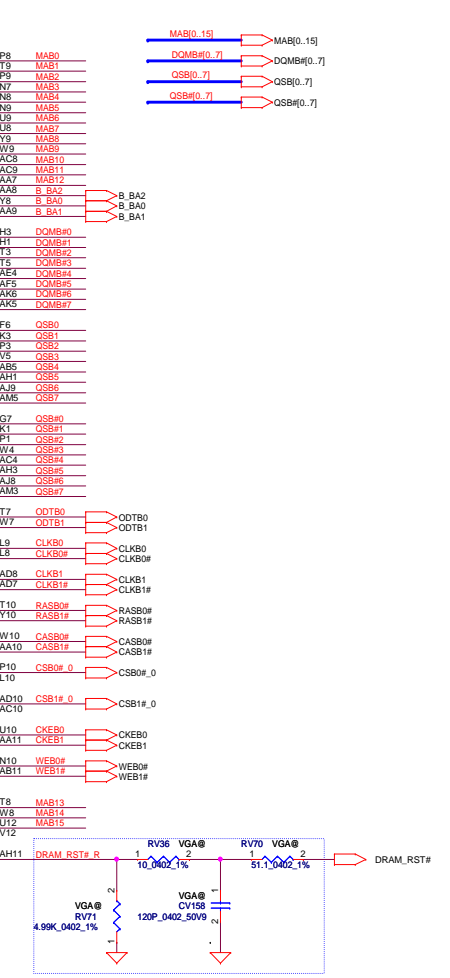 MAB[0..15] MAB[0..15]
DQMB#[0..7] DQMB#[0..7]
QSB[0..7] QSB[0..7]
QSB#[0..7] QSB#[0..7]
P8 MAB0
T9 MAB1
P9 MAB2
N7 MAB3
N8 MAB4
N9 MAB5
U9 MAB6
U8 MAB7
Y9 MAB8
W9 MAB9
AC8 MAB10
AC9 MAB11
AA7 MAB12
AA8 B_BA2 B_BA2
Y8 B_BA0 B_BA0
AA9 B_BA1 B_BA1
H3 DQMB#0
H1 DQMB#1
T3 DQMB#2
T5 DQMB#3
AE4 DQMB#4
AF5 DQMB#5
AK6 DQMB#6
AK5 DQMB#7
F6 QSB0
K3 QSB1
P3 QSB2
V5 QSB3
AB5 QSB4
AH1 QSB5
AJ9 QSB6
AM5 QSB7
G7 QSB#0
K1 QSB#1
P1 QSB#2
W4 QSB#3
AC4 QSB#4
AH3 QSB#5
AJ8 QSB#6
AM3 QSB#7
T7 ODTB0 ODTB0
W7 ODTB1 ODTB1
L9 CLKB0 CLKB0
L8 CLKB0# CLKB0#
AD8 CLKB1 CLKB1
AD7 CLKB1# CLKB1#
T10 RASB0# RASB0#
Y10 RASB1# RASB1#
W10 CASB0# CASB0#
AA10 CASB1# CASB1#
P10 CSB0#_0 CSB0#_0
L10
AD10 CSB1#_0 CSB1#_0
AC10
U10 CKEB0 CKEB0
AA11 CKEB1 CKEB1
N10 WEB0# WEB0#
AB11 WEB1# WEB1#
T8 MAB13
W8 MAB14
U12 MAB15
V12
RV36 VGA@ RV70 VGA@
AH11 DRAM_RST#_R 1 2 1 2 DRAM_RST#
10_0402_1% 51.1_0402_1%
2 1
VGA@ VGA@
RV71 CV158
4.99K_0402_1% 120P_0402_50V9
1 2